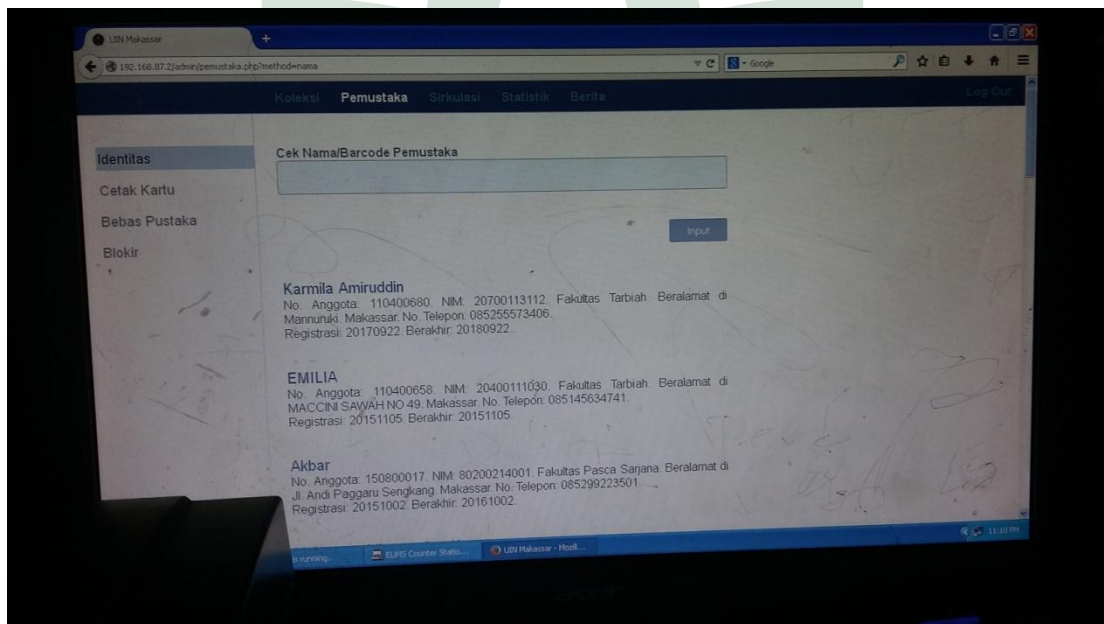 UIN Makassar
192.168.87.2/admin/pemustaka.php?method=nama
Google
Koleksi Pemustaka Sirkulasi Statistik Berita Log Out
Identitas
Cetak Kartu
Bebas Pustaka
Blokir
Cek Nama/Barcode Pemustaka
Input
Karmila Amiruddin
No. Anggota: 110400680. NIM: 20700113112. Fakultas Tarbiah. Beralamat di
Mannuruki. Makassar. No. Telepon: 085255573406.
Registrasi: 20170922. Berakhir: 20180922.
EMILIA
No. Anggota: 110400658. NIM: 20400111030. Fakultas Tarbiah. Beralamat di
MACCINI SAWAH NO 49. Makassar. No. Telepon: 085145634741.
Registrasi: 20151105. Berakhir: 20151105.
Akbar
No. Anggota: 150800017. NIM: 80200214001. Fakultas Pasca Sarjana. Beralamat di
Jl. Andi Paggaru Sengkang. Makassar. No. Telepon: 085299223501.
Registrasi: 20151002. Berakhir: 20161002.
is running.. ELIMS Counter Statio... UIN Makassar - Mozill... 11:10 PM
acer